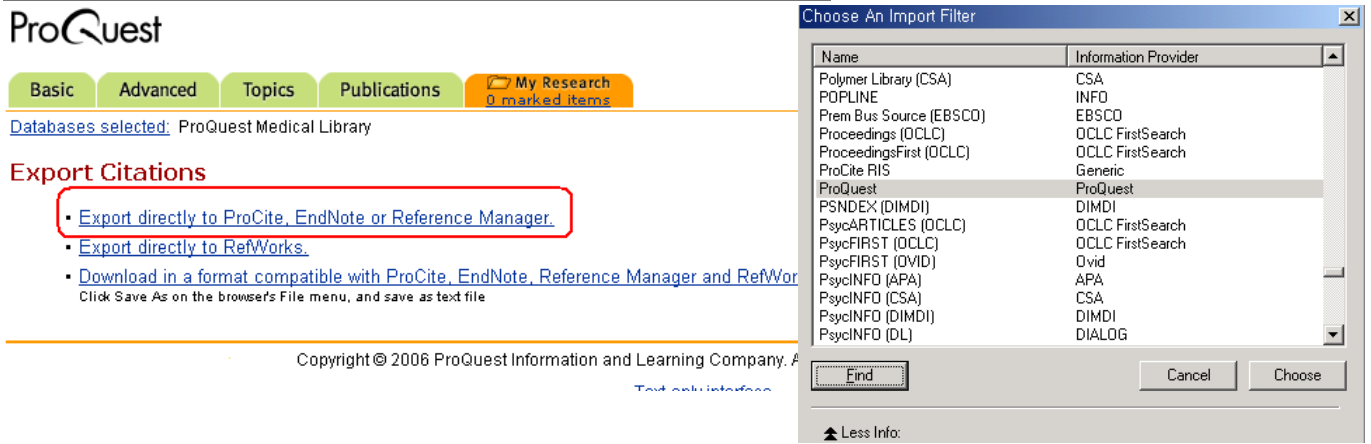 ProQuest
Basic
Advanced
Topics
Publications
My Research
0 marked items
Databases selected: ProQuest Medical Library
Export Citations
Export directly to ProCite, EndNote or Reference Manager.
Export directly to RefWorks.
Download in a format compatible with ProCite, EndNote, Reference Manager and RefWor
Click Save As on the browser's File menu, and save as text file
Copyright © 2006 ProQuest Information and Learning Company. A
Text-only interface
Choose An Import Filter
Name Information Provider
Polymer Library (CSA) CSA
POPLINE INFO
Prem Bus Source (EBSCO) EBSCO
Proceedings (OCLC) OCLC FirstSearch
ProceedingsFirst (OCLC) OCLC FirstSearch
ProCite RIS Generic
ProQuest ProQuest
PSNDEX (DIMDI) DIMDI
PsycARTICLES (OCLC) OCLC FirstSearch
PsycFIRST (OCLC) OCLC FirstSearch
PsycFIRST (OVID) Ovid
PsycINFO (APA) APA
PsycINFO (CSA) CSA
PsycINFO (DIMDI) DIMDI
PsycINFO (DL) DIALOG
Find
Cancel
Choose
Less Info: